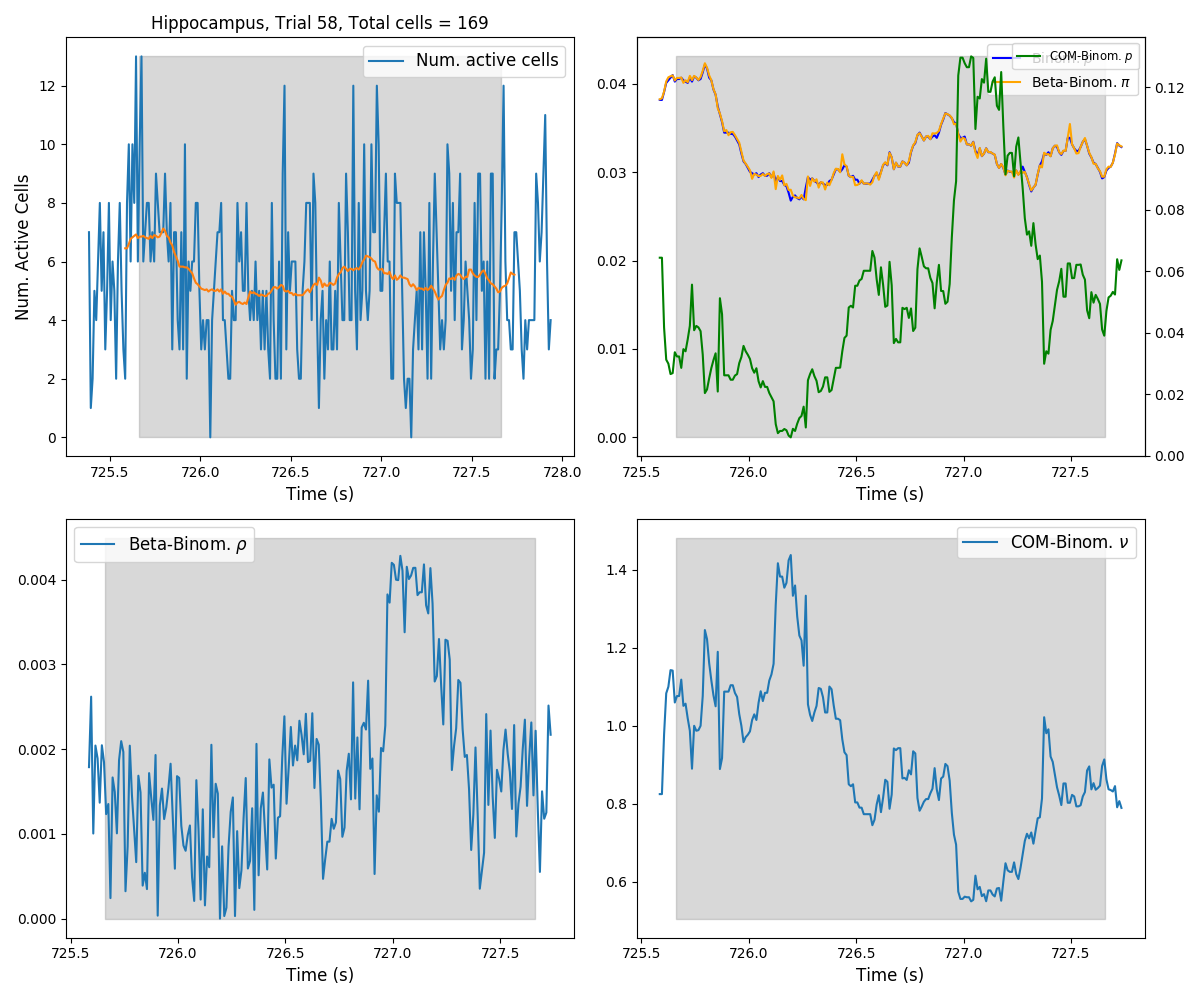 Hippocampus, Trial 58, Total cells = 169
Num. active cells
Num. Active Cells
12
10
8
6
4
2
0
725.5 726.0 726.5 727.0 727.5 728.0
Time (s)
COM-Binom. p
Beta-Binom. π
0.04
0.03
0.02
0.01
0.00
0.12
0.10
0.08
0.06
0.04
0.02
0.00
725.5 726.0 726.5 727.0 727.5
Time (s)
Beta-Binom. ρ
0.004
0.003
0.002
0.001
0.000
725.5 726.0 726.5 727.0 727.5
Time (s)
COM-Binom. ν
1.4
1.2
1.0
0.8
0.6
725.5 726.0 726.5 727.0 727.5
Time (s)